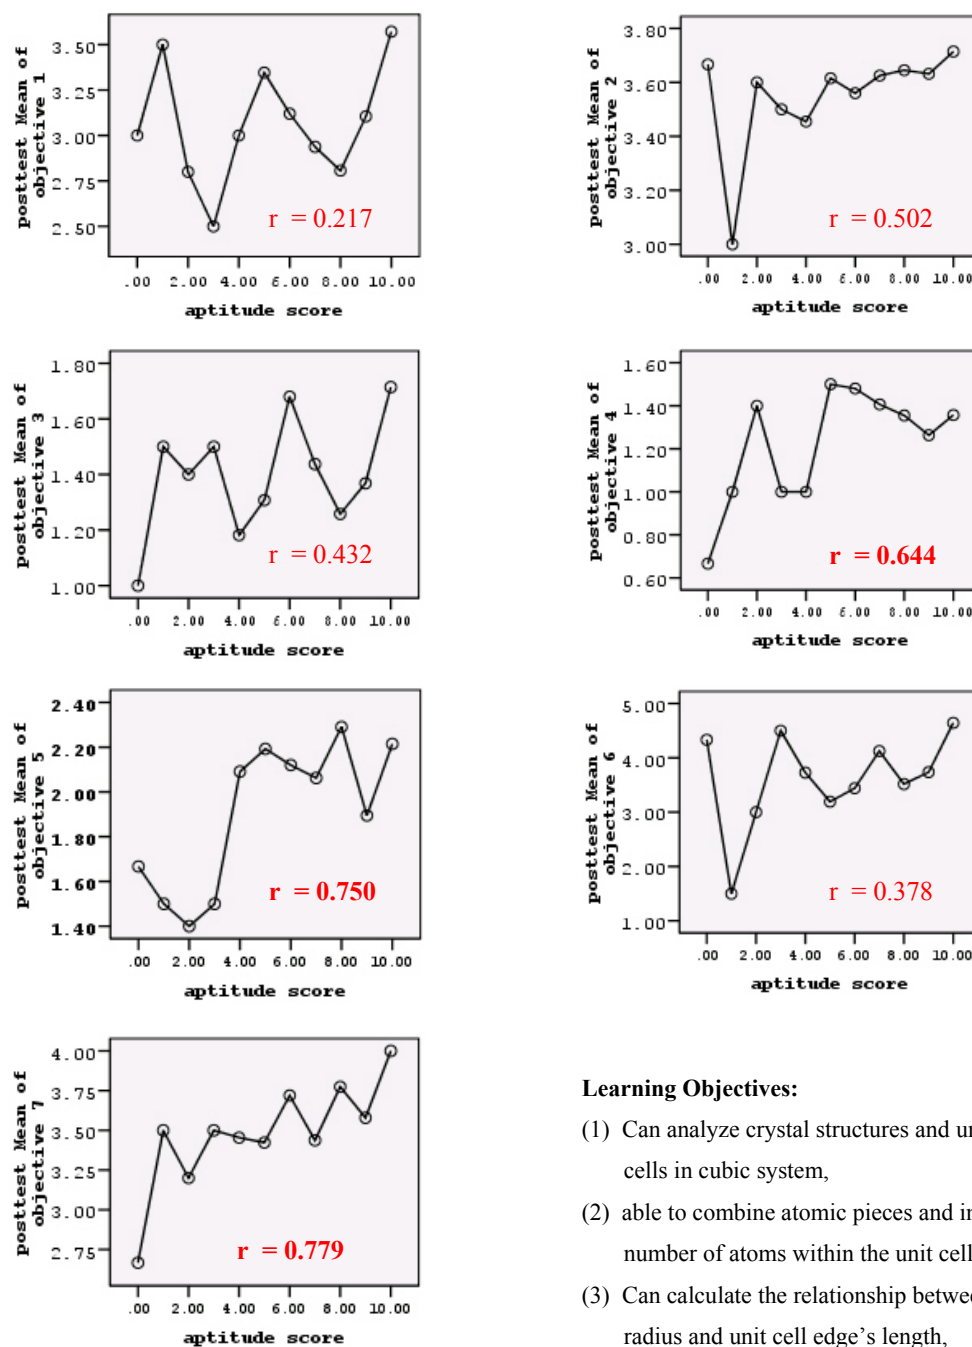 posttest Mean of
objective 1
3.50
3.25
3.00
2.75
2.50
r = 0.217
.00 2.00 4.00 6.00 8.00 10.00
aptitude score
posttest Mean of
objective 2
3.80
3.60
3.40
3.20
3.00
r = 0.502
.00 2.00 4.00 6.00 8.00 10.00
aptitude score
posttest Mean of
objective 3
1.80
1.60
1.40
1.20
1.00
r = 0.432
.00 2.00 4.00 6.00 8.00 10.00
aptitude score
posttest Mean of
objective 4
1.60
1.40
1.20
1.00
0.80
0.60
r = 0.644
.00 2.00 4.00 6.00 8.00 10.00
aptitude score
posttest Mean of
objective 5
2.40
2.20
2.00
1.80
1.60
1.40
r = 0.750
.00 2.00 4.00 6.00 8.00 10.00
aptitude score
posttest Mean of
objective 6
5.00
4.00
3.00
2.00
1.00
r = 0.378
.00 2.00 4.00 6.00 8.00 10.00
aptitude score
posttest Mean of
objective 7
4.00
3.75
3.50
3.25
3.00
2.75
r = 0.779
.00 2.00 4.00 6.00 8.00 10.00
aptitude score
Learning Objectives:
(1) Can analyze crystal structures and
cells in cubic system,
(2) able to combine atomic pieces and
number of atoms within the unit cell
(3) Can calculate the relationship
radius and unit cell edge's length,